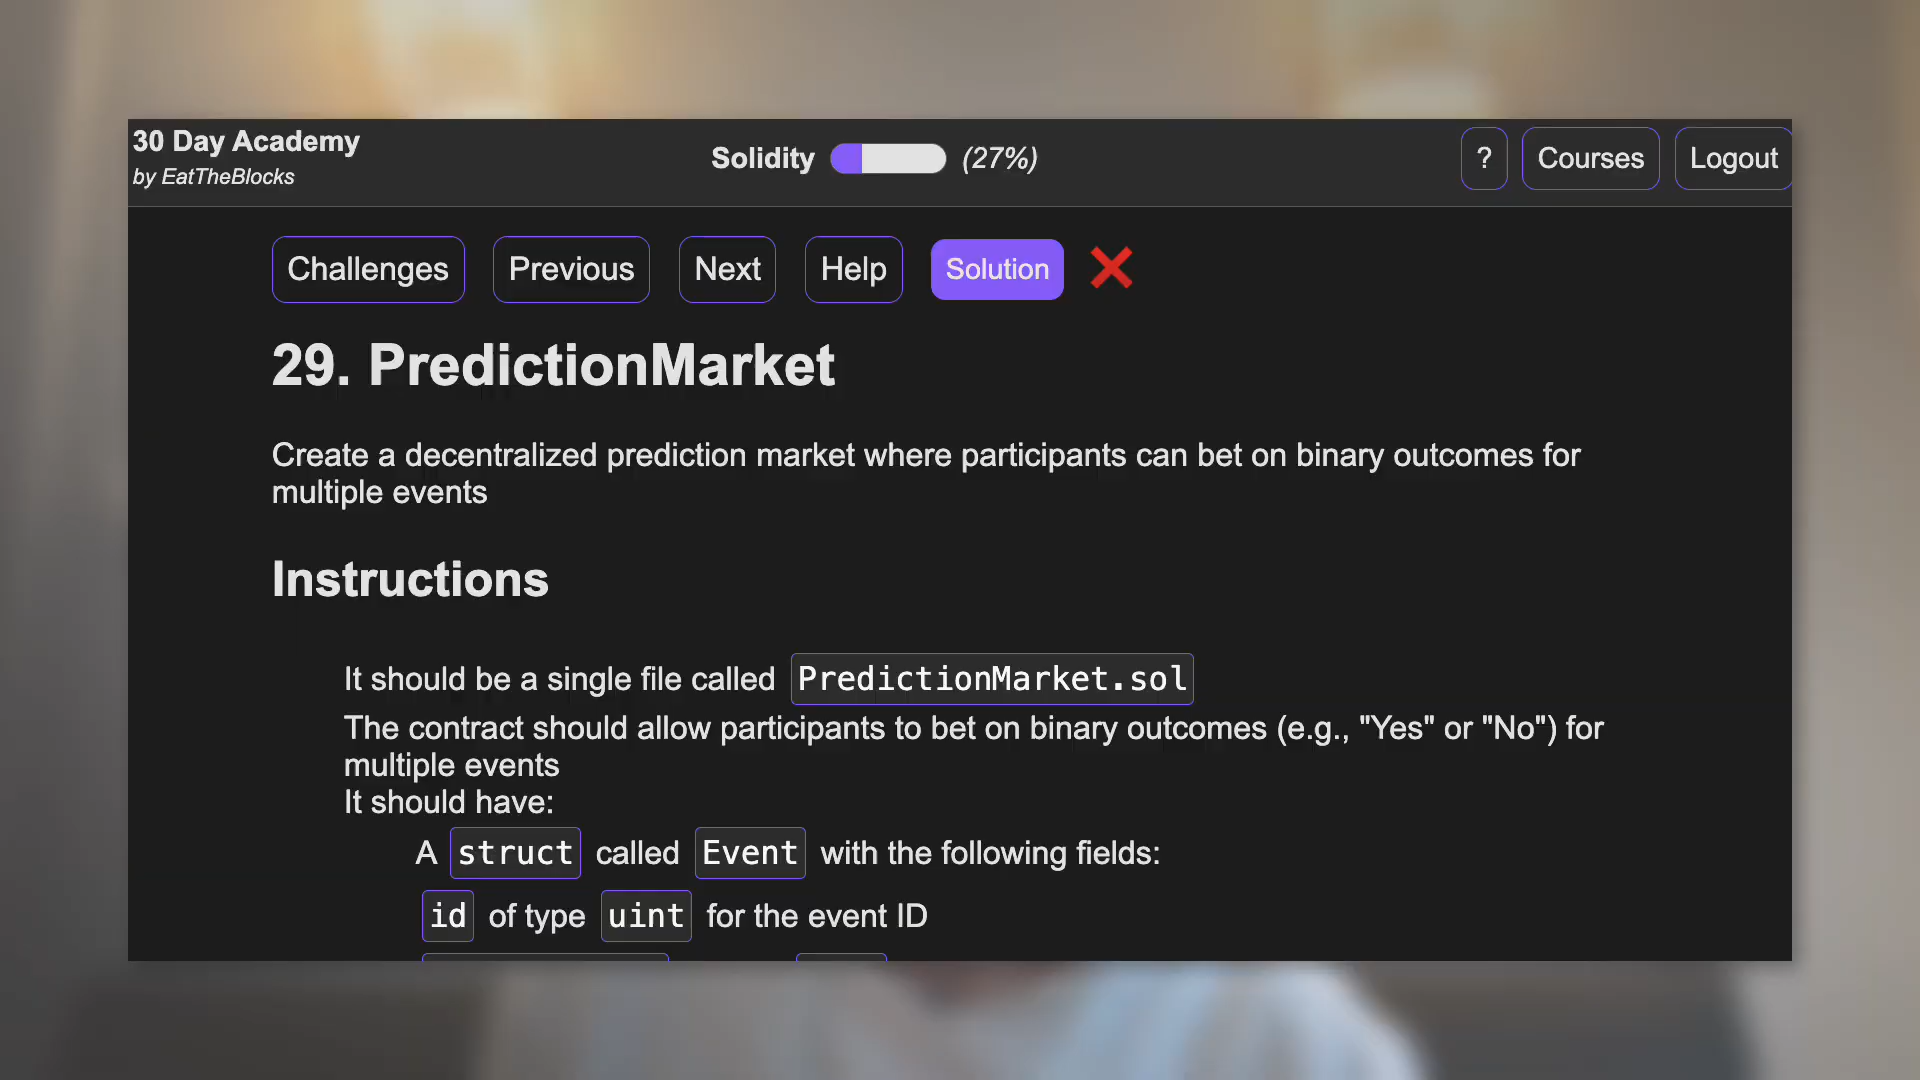 30 Day Academy
by EatTheBlocks
Solidity (27%)
? Courses Logout
Challenges Previous Next Help Solution
29. PredictionMarket
Create a decentralized prediction market where participants can bet on binary outcomes for
multiple events
Instructions
It should be a single file called PredictionMarket.sol
The contract should allow participants to bet on binary outcomes (e.g., "Yes" or "No") for
multiple events
It should have:
A struct called Event with the following fields:
id of type uint for the event ID